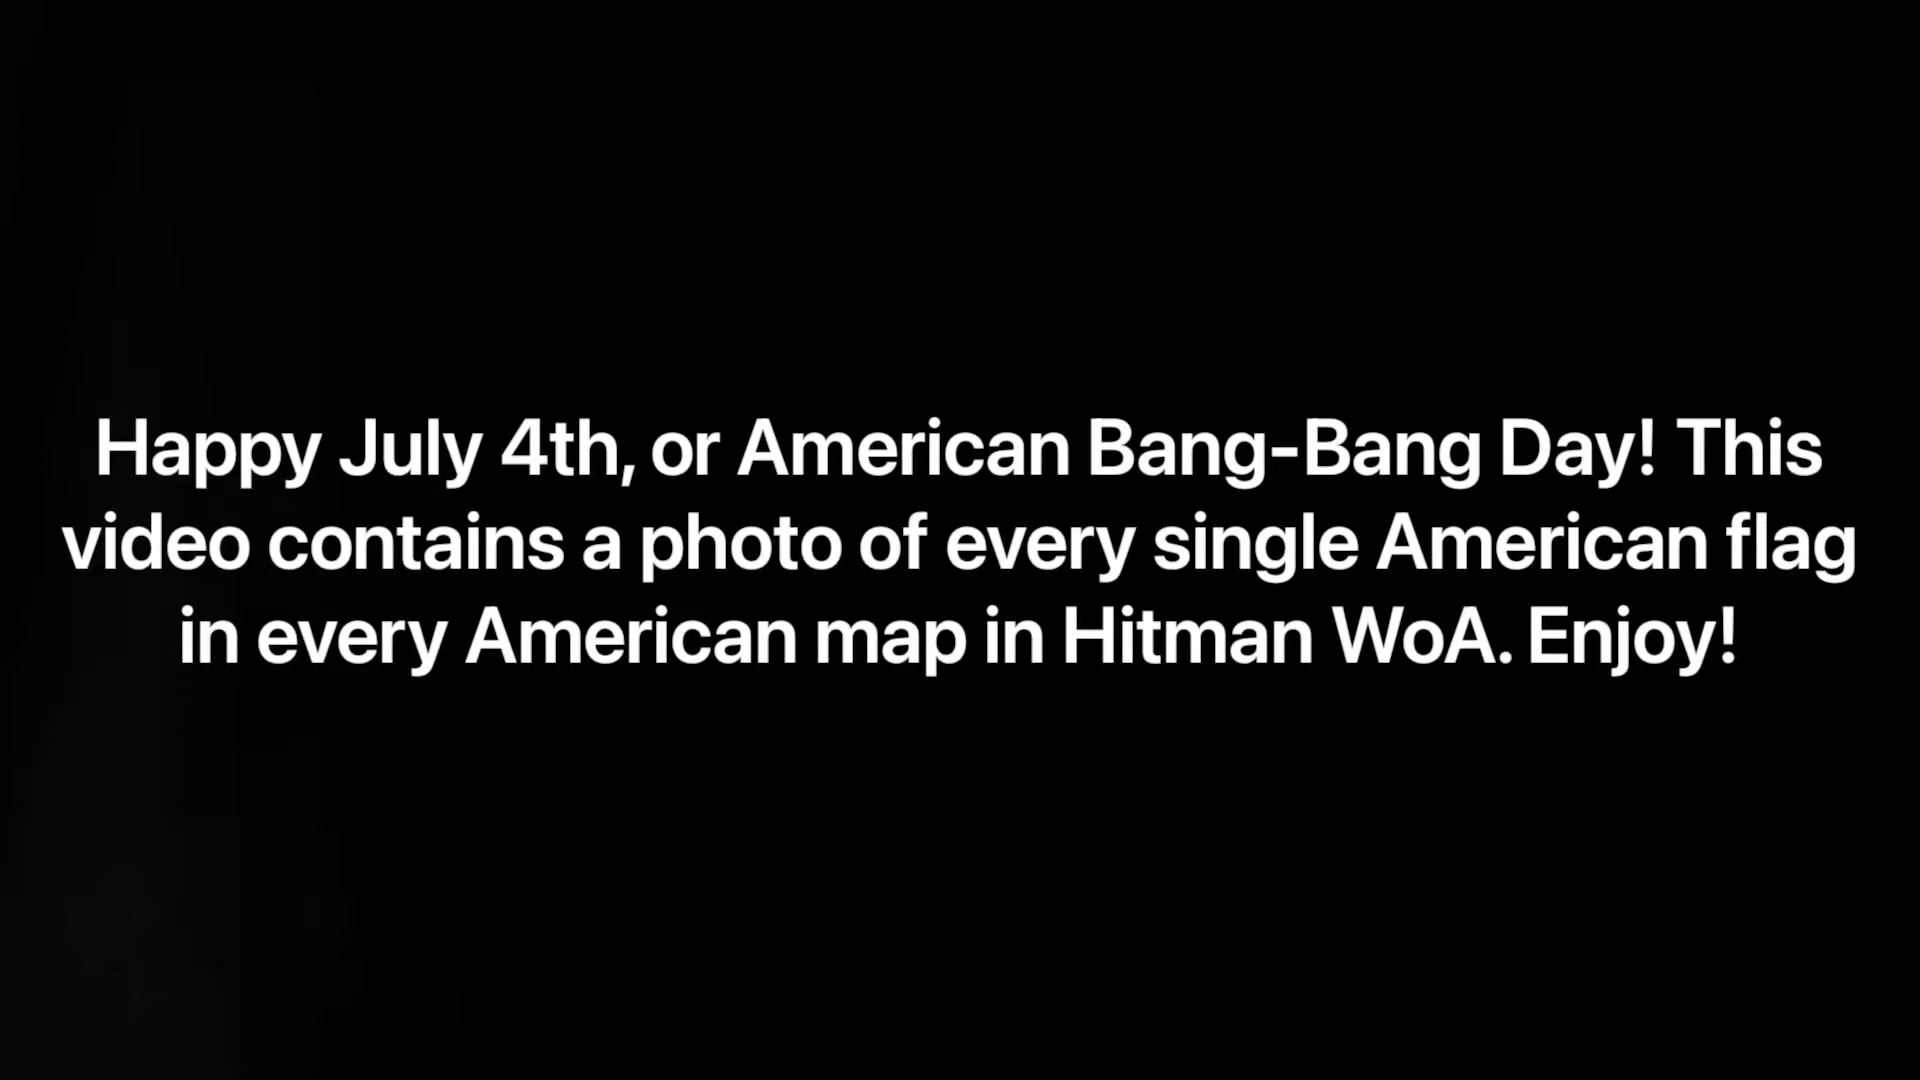 Happy July 4th, or American Bang-Bang Day! This
video contains a photo of every single American flag
in every American map in Hitman WoA. Enjoy!